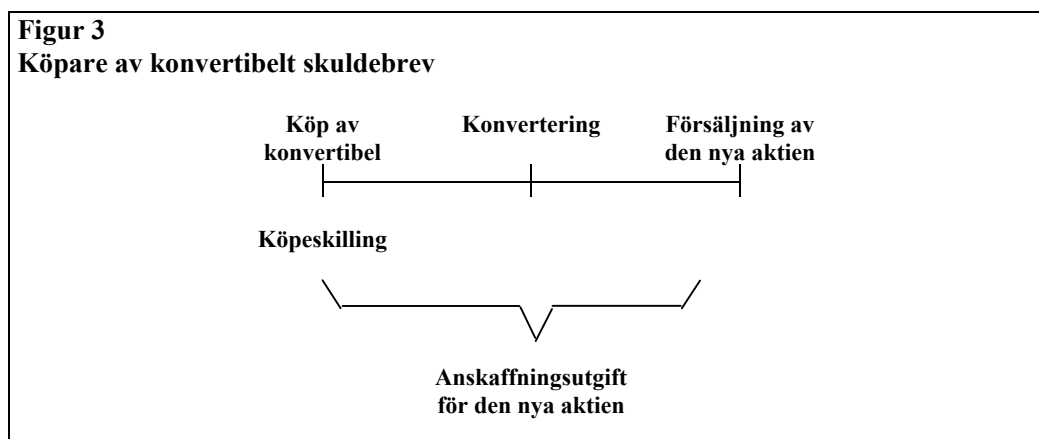 Figur 3
Köpare av konvertibelt skuldebrev
Köp av konvertibel
Konvertering
Försäljning av den nya aktien
Köpeskilling
Anskaffningsutgift
för den nya aktien